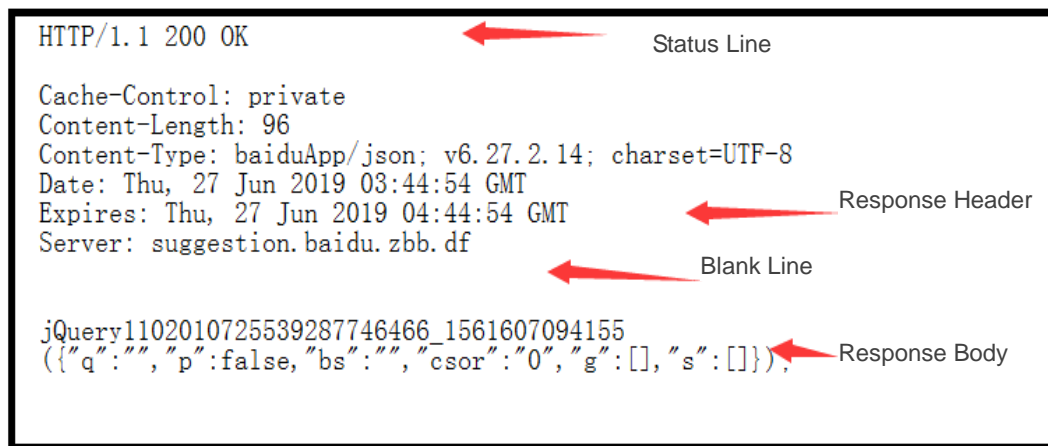 HTTP/1.1 200 OK
Status Line
Cache-Control: private
Content-Length: 96
Content-Type: baiduApp/json; v6.27.2.14; charset=UTF-8
Date: Thu, 27 Jun 2019 03:44:54 GMT
Expires: Thu, 27 Jun 2019 04:44:54 GMT
Response Header
Server: suggestion.baidu.zbb.df
Blank Line
jQuery1102010725539287746466_1561607094155
({"q":"","p":false,"bs":"","csor":"0","g":[],"s":[]});
Response Body